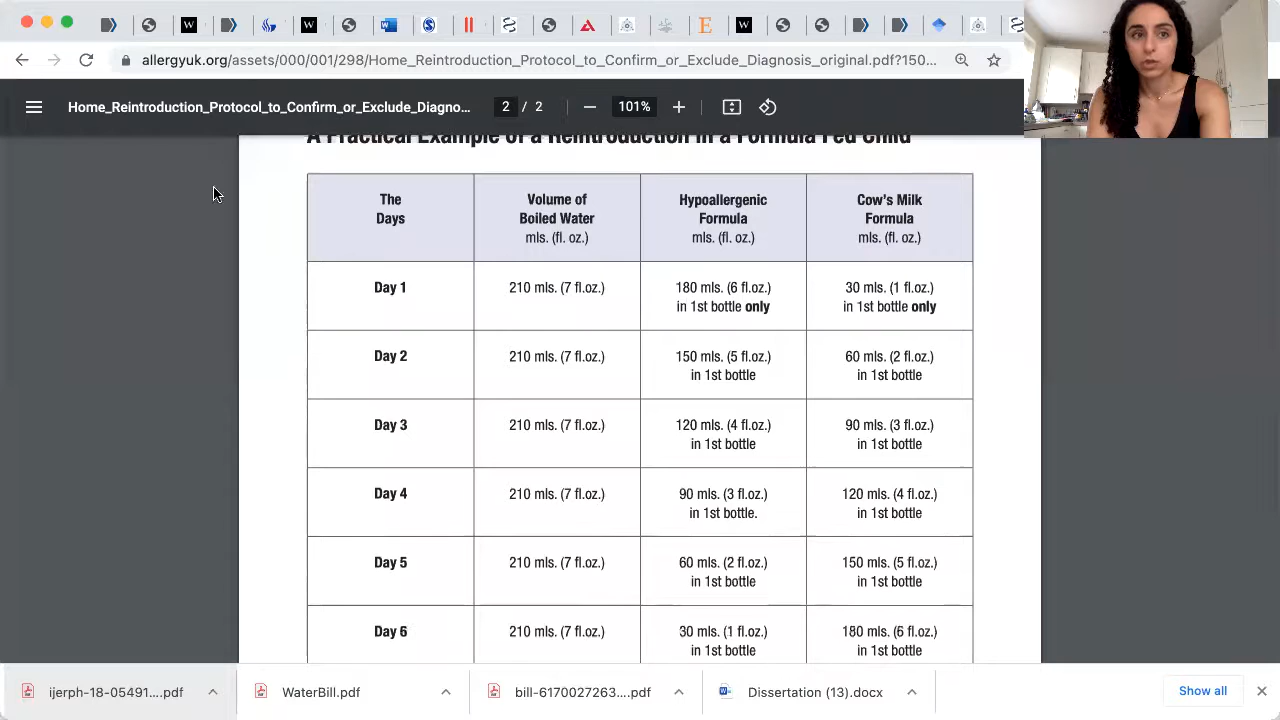 allergyuk.org/assets/000/001/298/Home_Reintroduction_Protocol_to_Confirm_or_Exclude_Diagnosis_original.pdf?150...
Home_Reintroduction_Protocol_to_Confirm_or_Exclude_Diagno...
2 / 2
101%
A Practical Example of a Reintroduction in a Formula Fed Child
The Days
Volume of Boiled Water mls. (fl. oz.)
Hypoallergenic Formula mls. (fl. oz.)
Cow's Milk Formula mls. (fl. oz.)
Day 1
210 mls. (7 fl.oz.)
180 mls. (6 fl.oz.)
in 1st bottle only
30 mls. (1 fl.oz.)
in 1st bottle only
Day 2
210 mls. (7 fl.oz.)
150 mls. (5 fl.oz.)
in 1st bottle
60 mls. (2 fl.oz.)
in 1st bottle
Day 3
210 mls. (7 fl.oz.)
120 mls. (4 fl.oz.)
in 1st bottle
90 mls. (3 fl.oz.)
in 1st bottle
Day 4
210 mls. (7 fl.oz.)
90 mls. (3 fl.oz.)
in 1st bottle.
120 mls. (4 fl.oz.)
in 1st bottle
Day 5
210 mls. (7 fl.oz.)
60 mls. (2 fl.oz.)
in 1st bottle
150 mls. (5 fl.oz.)
in 1st bottle
Day 6
210 mls. (7 fl.oz.)
30 mls. (1 fl.oz.)
in 1st bottle
180 mls. (6 fl.oz.)
in 1st bottle
ijerph-18-05491....pdf
WaterBill.pdf
bill-6170027263....pdf
Dissertation (13).docx
Show all